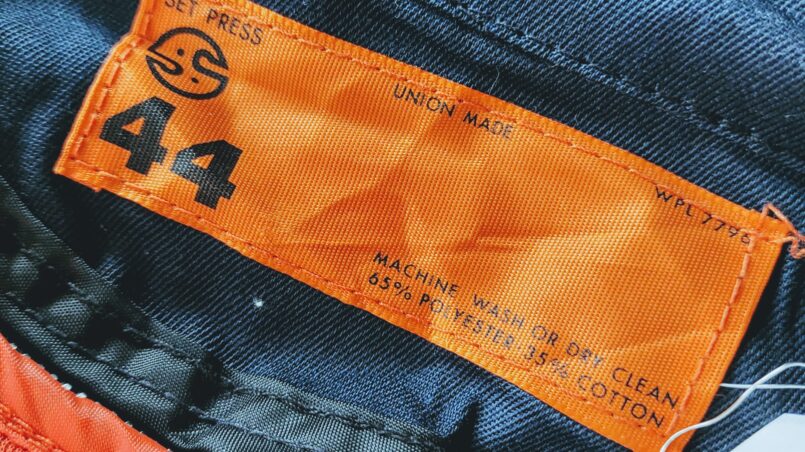 SET PRESS
UNION MADE
44
WPL 7796
MACHINE WASH OR DRY CLEAN
65% POLYESTER 35% COTTON